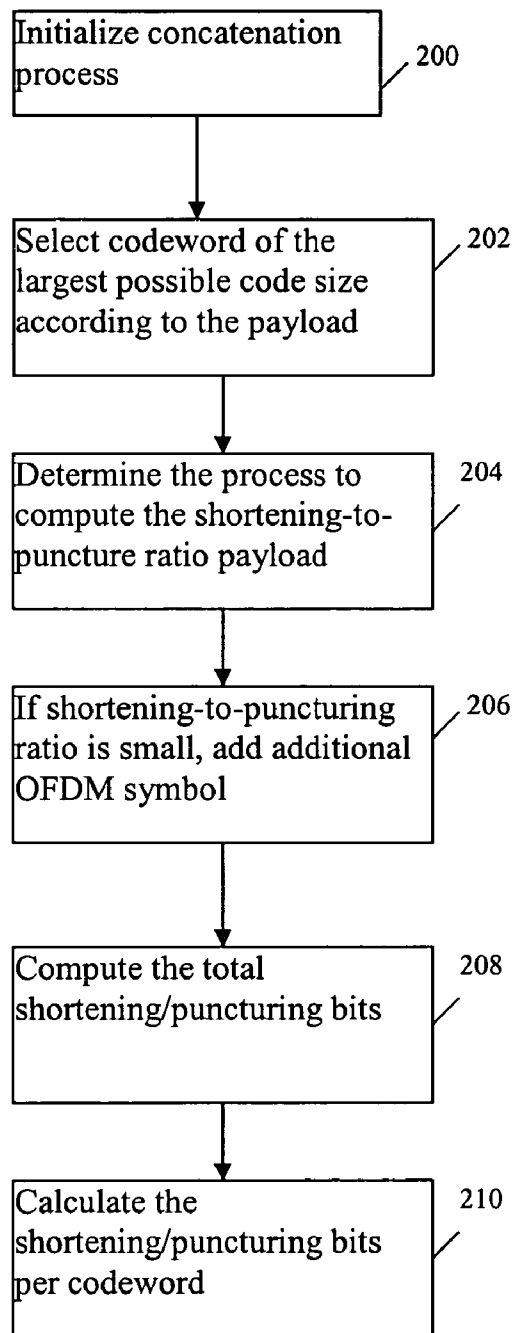 Initialize concatenation
process
200
Select codeword of the
largest possible code size
according to the payload
202
Determine the process to
compute the shortening-to-
puncture ratio payload
204
If shortening-to-puncturing
ratio is small, add additional
OFDM symbol
206
Compute the total
shortening/puncturing bits
208
Calculate the
shortening/puncturing bits
per codeword
210